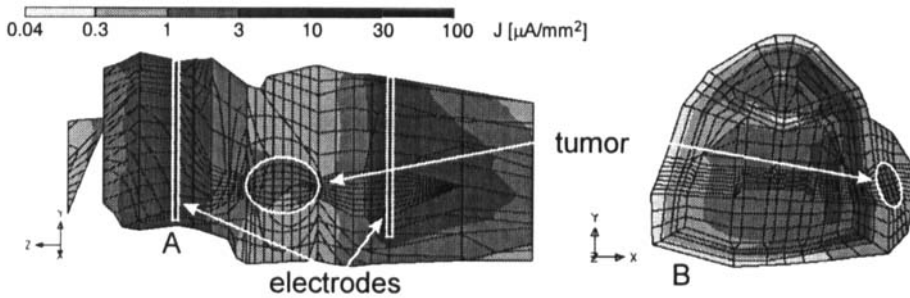 0.04 0.3 1 3 10 30 100 J [µA/mm²]
tumor
Y
Z
X
A
electrodes
Y
Z
X
B